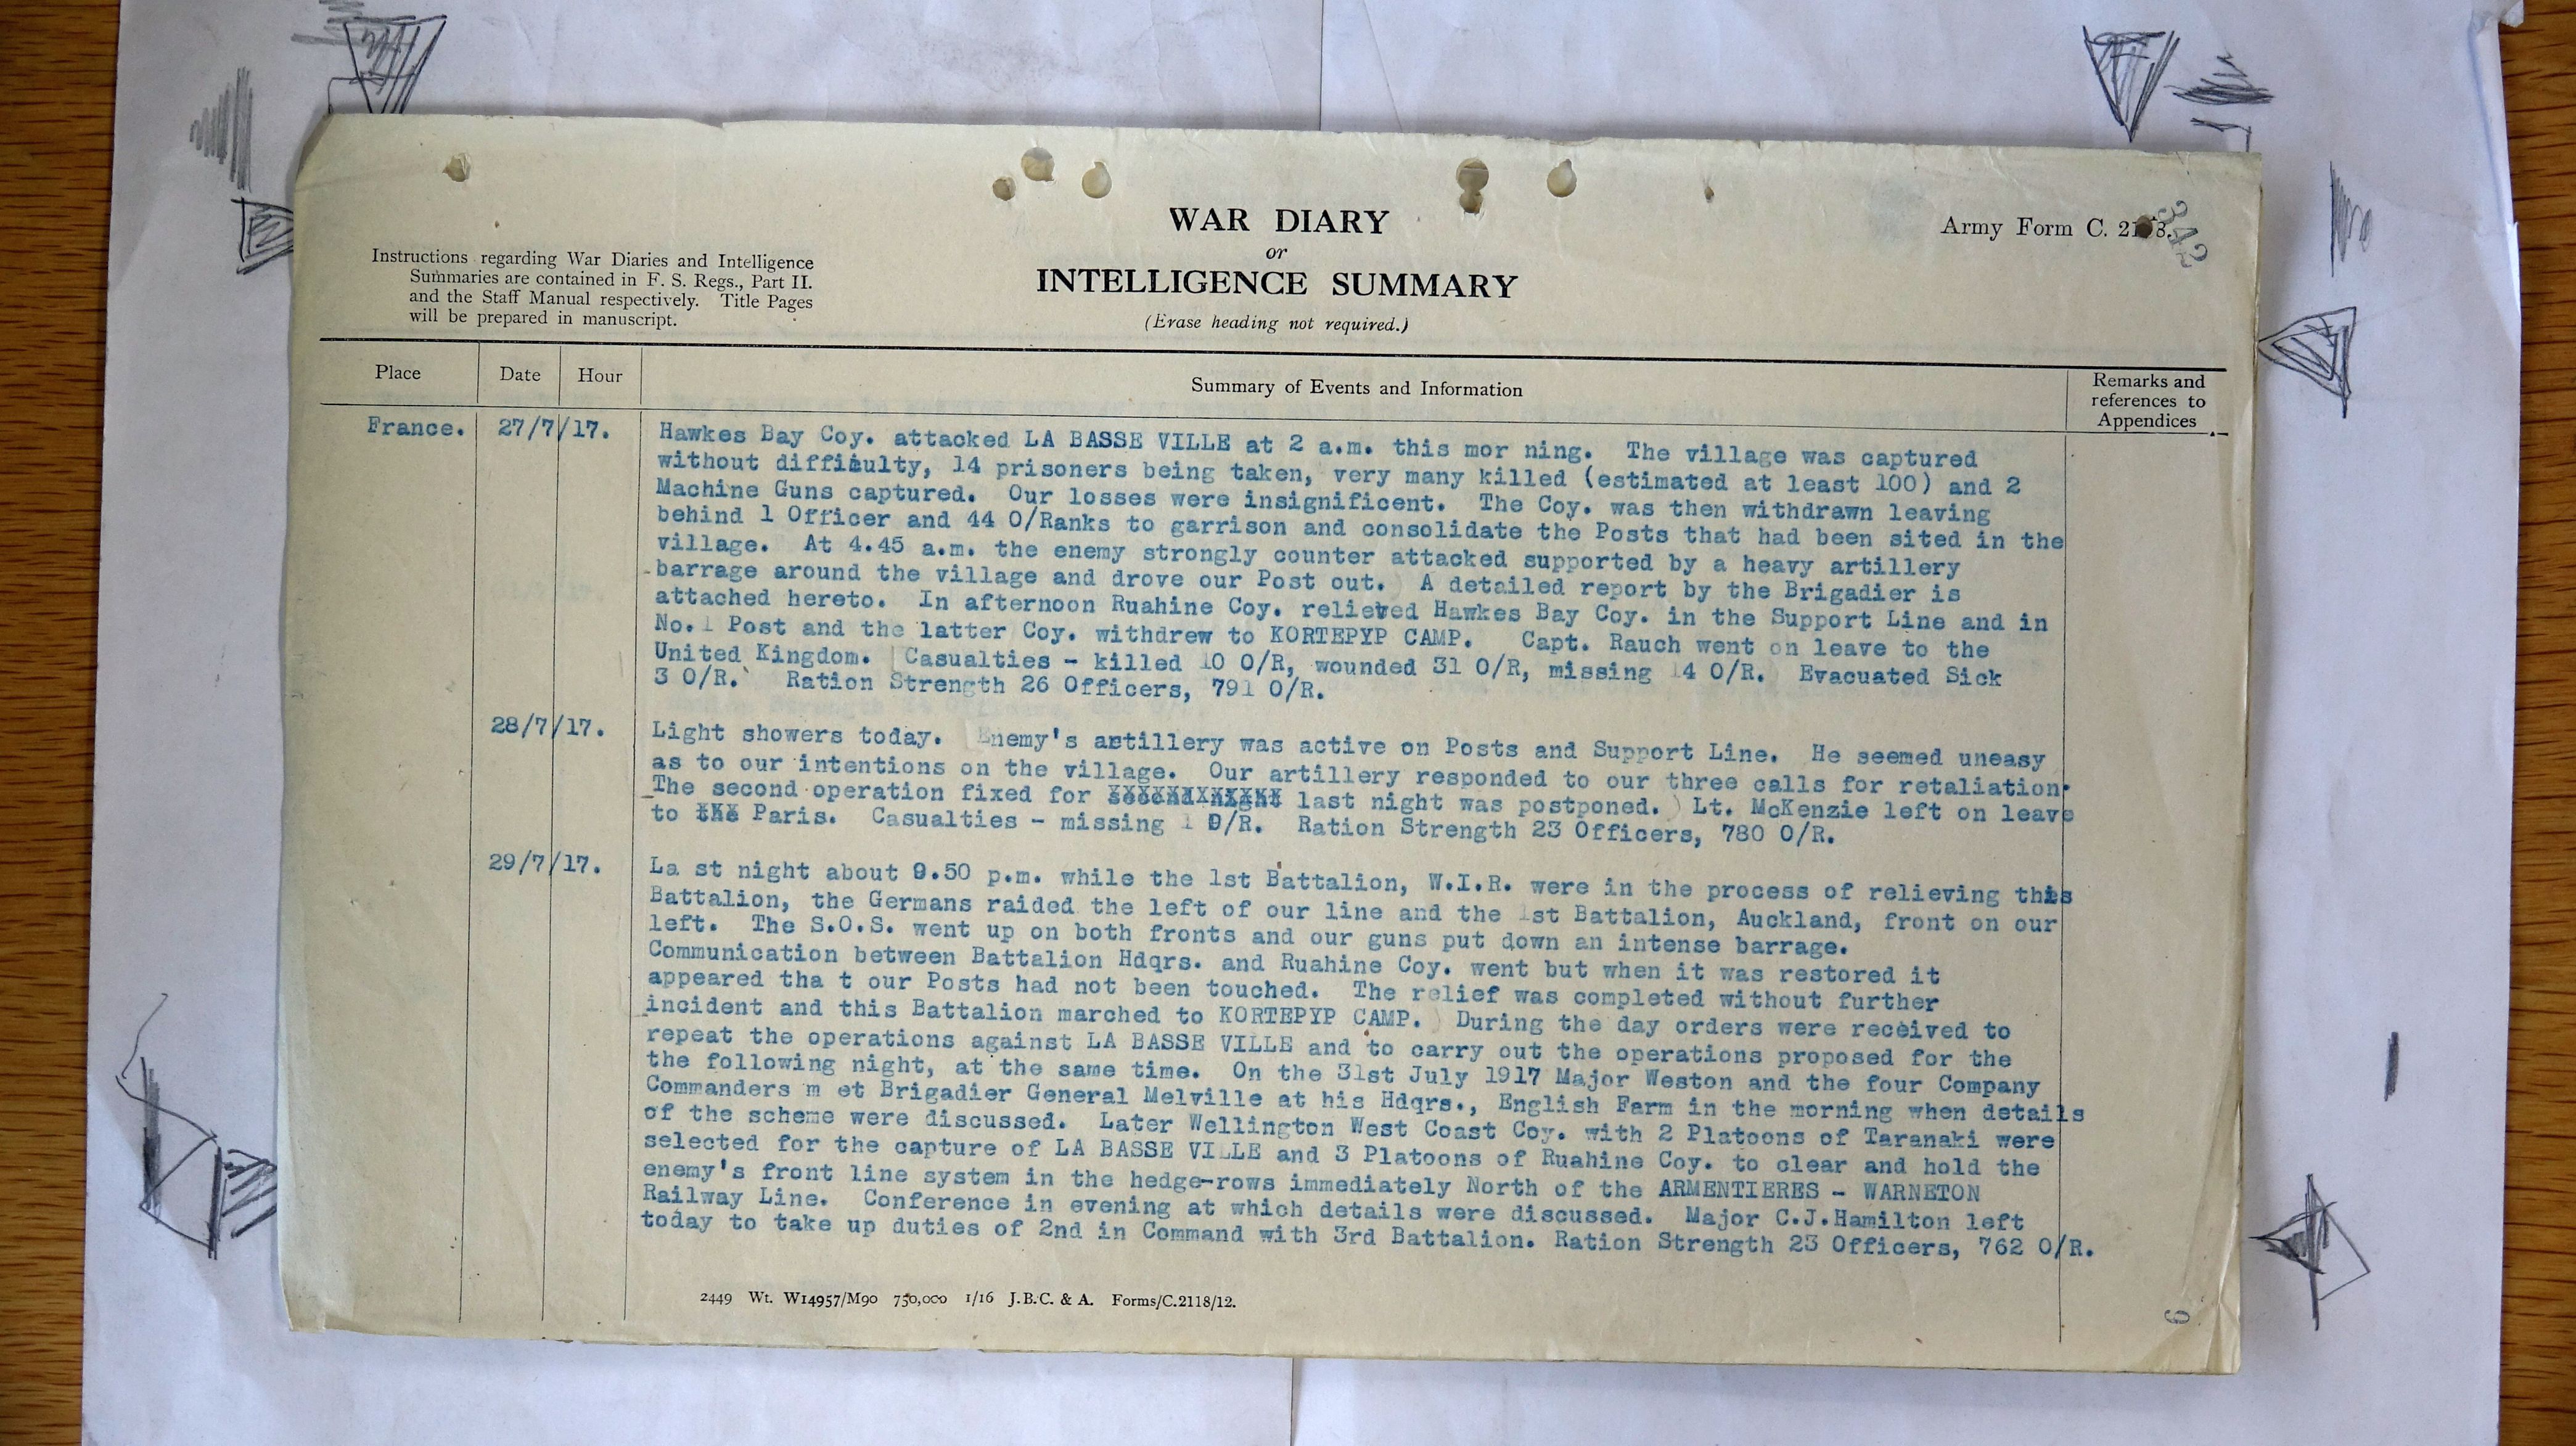 WAR DIARY
or
INTELLIGENCE SUMMARY
(Erase heading not required.)
Army Form C. 2118.
342
Instructions regarding War Diaries and Intelligence
Summaries are contained in F. S. Regs., Part II.
and the Staff Manual respectively. Title Pages
will be prepared in manuscript.
Place Date Hour Summary of Events and Information Remarks and
references to
Appendices
France. 27/7/17. Hawkes Bay Coy. attacked LA BASSE VILLE at 2 a.m. this mor ning. The village was captured
without difficulty, 14 prisoners being taken, very many killed (estimated at least 100) and 2
Machine Guns captured. Our losses were insignificent. The Coy. was then withdrawn leaving
behind 1 Officer and 44 O/Ranks to garrison and consolidate the Posts that had been sited in the
village. At 4.45 a.m. the enemy strongly counter attacked supported by a heavy artillery
barrage around the village and drove our Post out. A detailed report by the Brigadier is
attached hereto. In afternoon Ruahine Coy. relieved Hawkes Bay Coy. in the Support Line and in
No. 1 Post and the latter Coy. withdrew to KORTEPYP CAMP. Capt. Rauch went on leave to the
United Kingdom. Casualties - killed 10 O/R, wounded 31 O/R, missing 14 O/R. Evacuated Sick
3 O/R. Ration Strength 26 Officers, 791 O/R.
28/7/17. Light showers today. Enemy's artillery was active on Posts and Support Line. He seemed uneasy
as to our intentions on the village. Our artillery responded to our three calls for retaliation.
The second operation fixed for second night last night was postponed.) Lt. McKenzie left on leave
to the Paris. Casualties - missing 1 O/R. Ration Strength 23 Officers, 780 O/R.
29/7/17. La st night about 9.50 p.m. while the 1st Battalion, W.I.R. were in the process of relieving this
Battalion, the Germans raided the left of our line and the 1st Battalion, Auckland, front on our
left. The S.O.S. went up on both fronts and our guns put down an intense barrage.
Communication between Battalion Hdqrs. and Ruahine Coy. went but when it was restored it
appeared tha t our Posts had not been touched. The relief was completed without further
incident and this Battalion marched to KORTEPYP CAMP.) During the day orders were received to
repeat the operations against LA BASSE VILLE and to carry out the operations proposed for the
the following night, at the same time. On the 31st July 1917 Major Weston and the four Company
Commanders m et Brigadier General Melville at his Hdqrs., English Farm in the morning when details
of the scheme were discussed. Later Wellington West Coast Coy. with 2 Platoons of Taranaki were
selected for the capture of LA BASSE VILLE and 3 Platoons of Ruahine Coy. to clear and hold the
enemy's front line system in the hedge-rows immediately North of the ARMENTIERES - WARNETON
Railway Line. Conference in evening at which details were discussed. Major C.J.Hamilton left
today to take up duties of 2nd in Command with 3rd Battalion. Ration Strength 23 Officers, 762 O/R.
2449 Wt. W14957/M90 750,000 1/16 J.B.C. & A. Forms/C.2118/12.
9